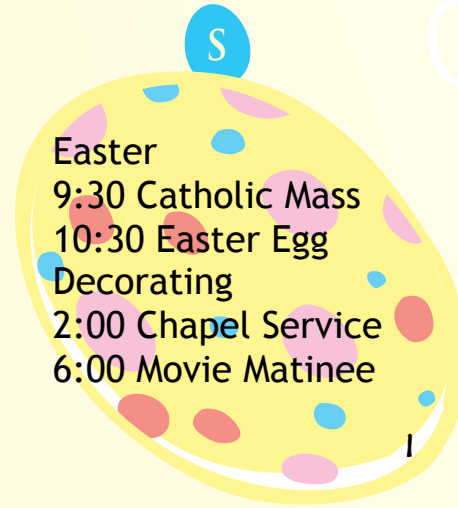 S
Easter
9:30 Catholic Mass
10:30 Easter Egg
Decorating
2:00 Chapel Service
6:00 Movie Matinee
1